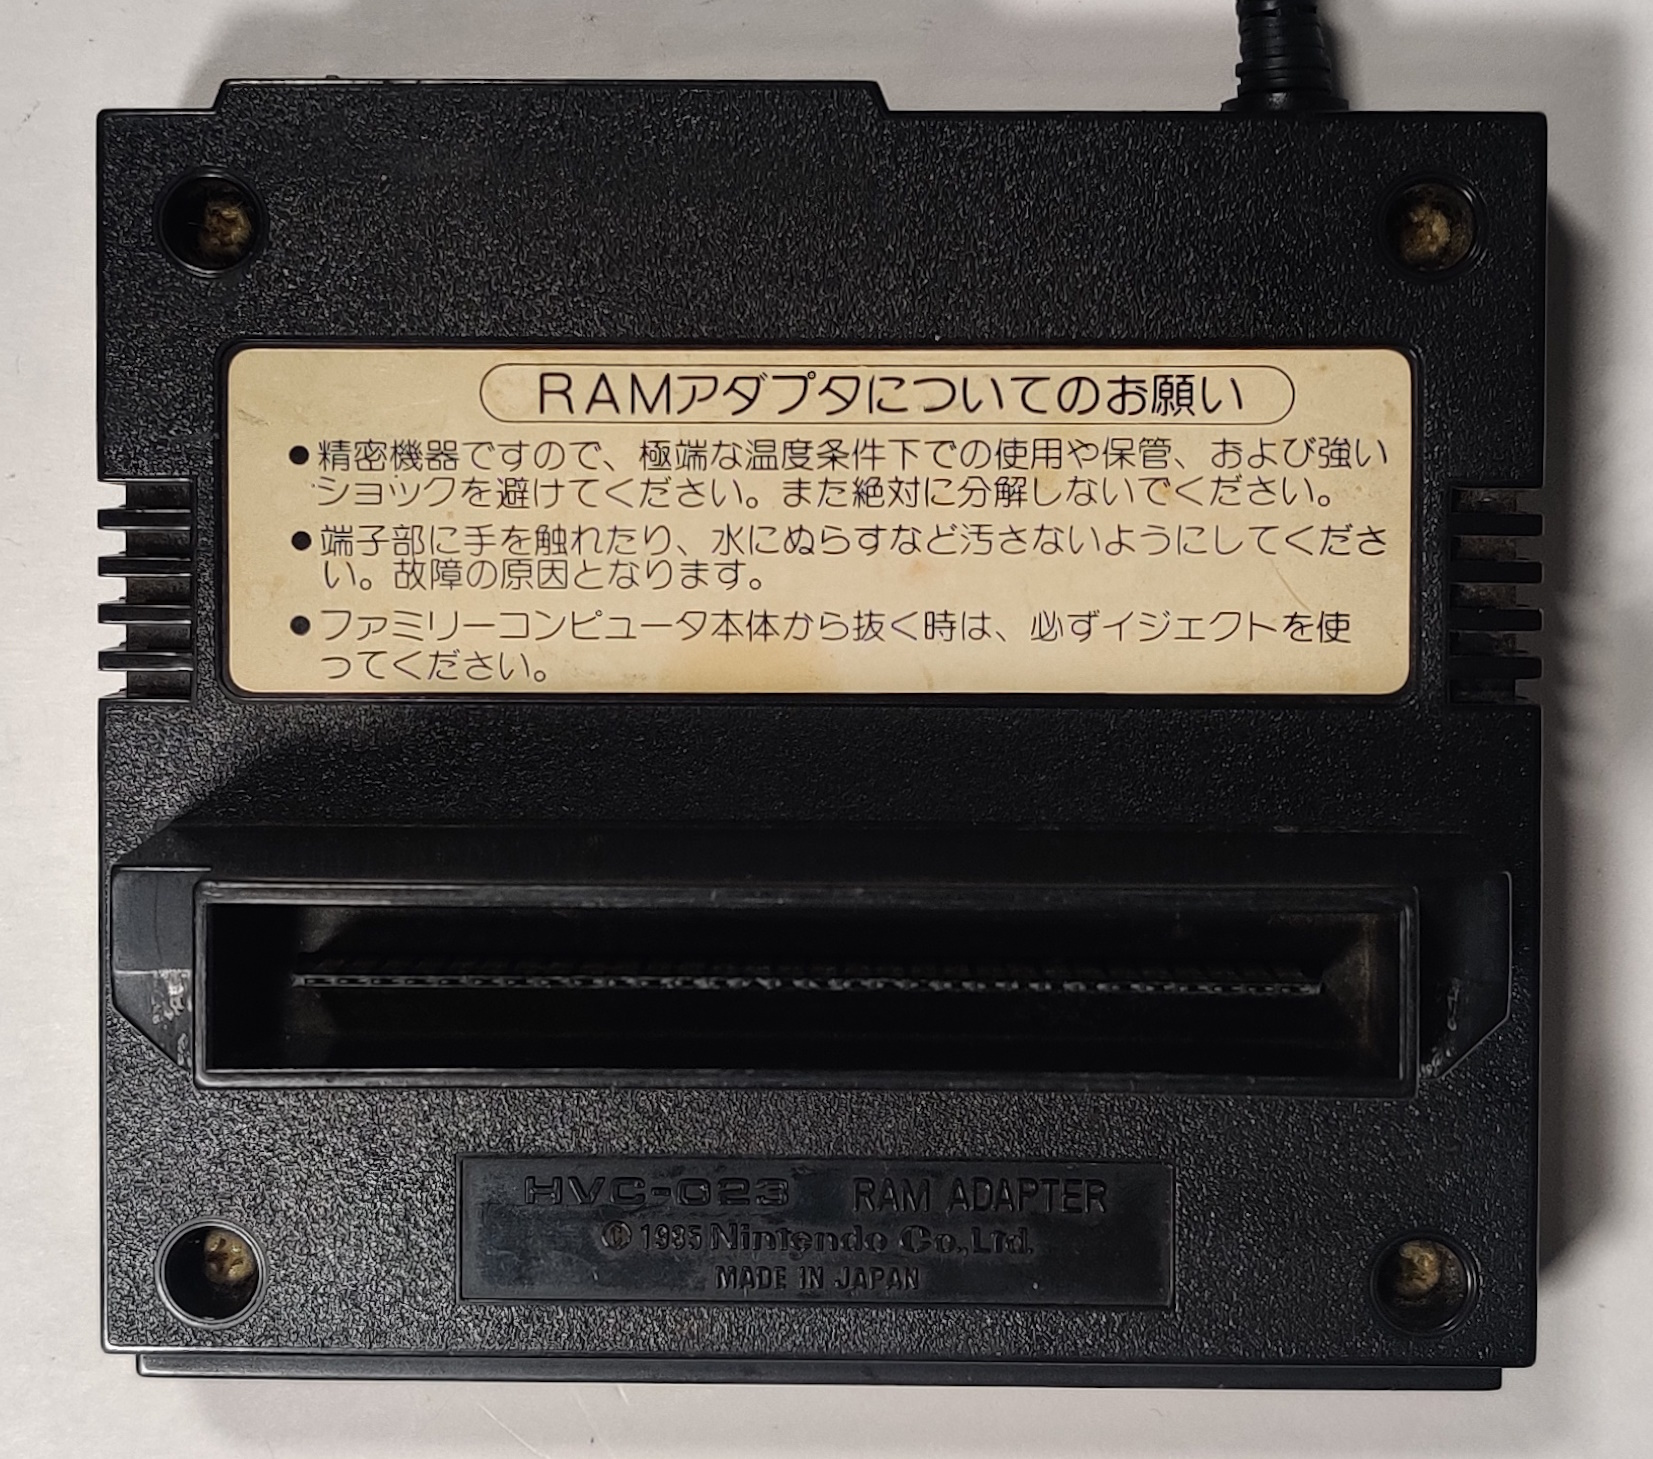 RAMアダプタについてのお願い
●精密機器ですので、極端な温度条件下での使用や保管、および強い
ショックを避けてください。また絶対に分解しないでください。
●端子部に手を触れたり、水にぬらすなど汚さないようにしてくださ
い。故障の原因となります。
●ファミリーコンピュータ本体から抜く時は、必ずイジェクトを使
ってください。
HVC-023 RAM ADAPTER
© 1985 Nintendo Co.,Ltd.
MADE IN JAPAN